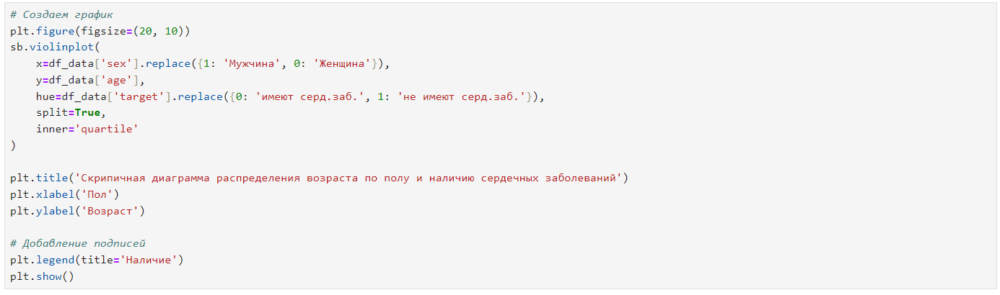 # Создаем график
plt.figure(figsize=(20, 10))
sb.violinplot(
    x=df_data['sex'].replace({1: 'Мужчина', 0: 'Женщина'}),
    y=df_data['age'],
    hue=df_data['target'].replace({0: 'имеют серд.заб.', 1: 'не имеют серд.заб.'}),
    split=True,
    inner='quartile'
)
plt.title('Скрипичная диаграмма распределения возраста по полу и наличию сердечных заболеваний')
plt.xlabel('Пол')
plt.ylabel('Возраст')
# Добавление подписей
plt.legend(title='Наличие')
plt.show()